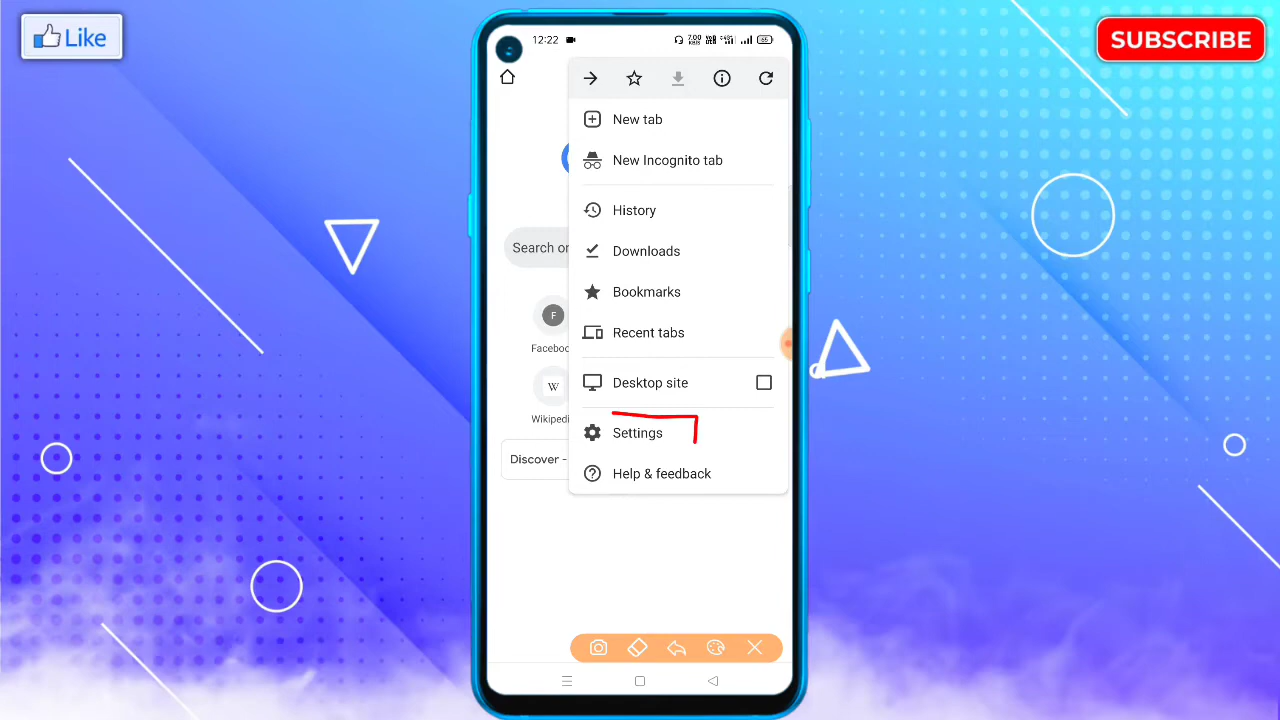 Like
SUBSCRIBE
12:22
New tab
New Incognito tab
History
Downloads
Search or
Bookmarks
F
Recent tabs
Faceboo
Desktop site
W
Wikipedi
Settings
Discover -
Help & feedback